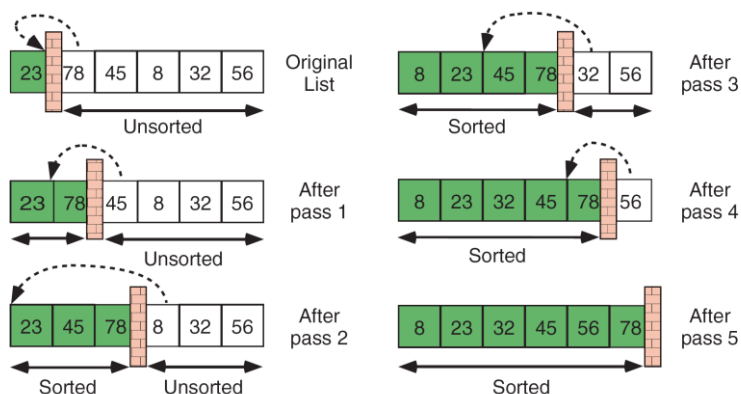 23 78 45 8 32 56
Original
List
Unsorted
23 78 45 8 32 56
After
pass 1
Unsorted
23 45 78 8 32 56
After
pass 2
Sorted Unsorted
8 23 45 78 32 56
After
pass 3
Sorted
8 23 32 45 78 56
After
pass 4
Sorted
8 23 32 45 56 78
After
pass 5
Sorted